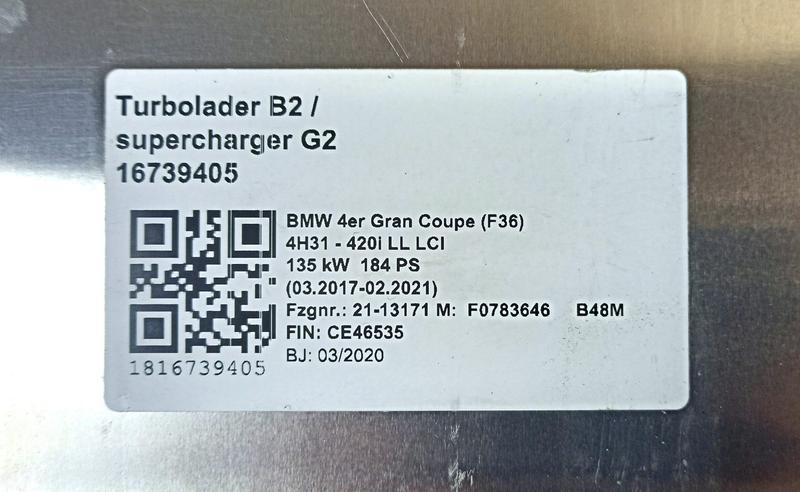 Turbolader B2 /
supercharger G2
16739405
BMW 4er Gran Coupe (F36)
4H31 - 420i LL LCI
135 kW 184 PS
(03.2017-02.2021)
Fzgnr.: 21-13171 M: F0783646 B48M
FIN: CE46535
BJ: 03/2020
1816739405